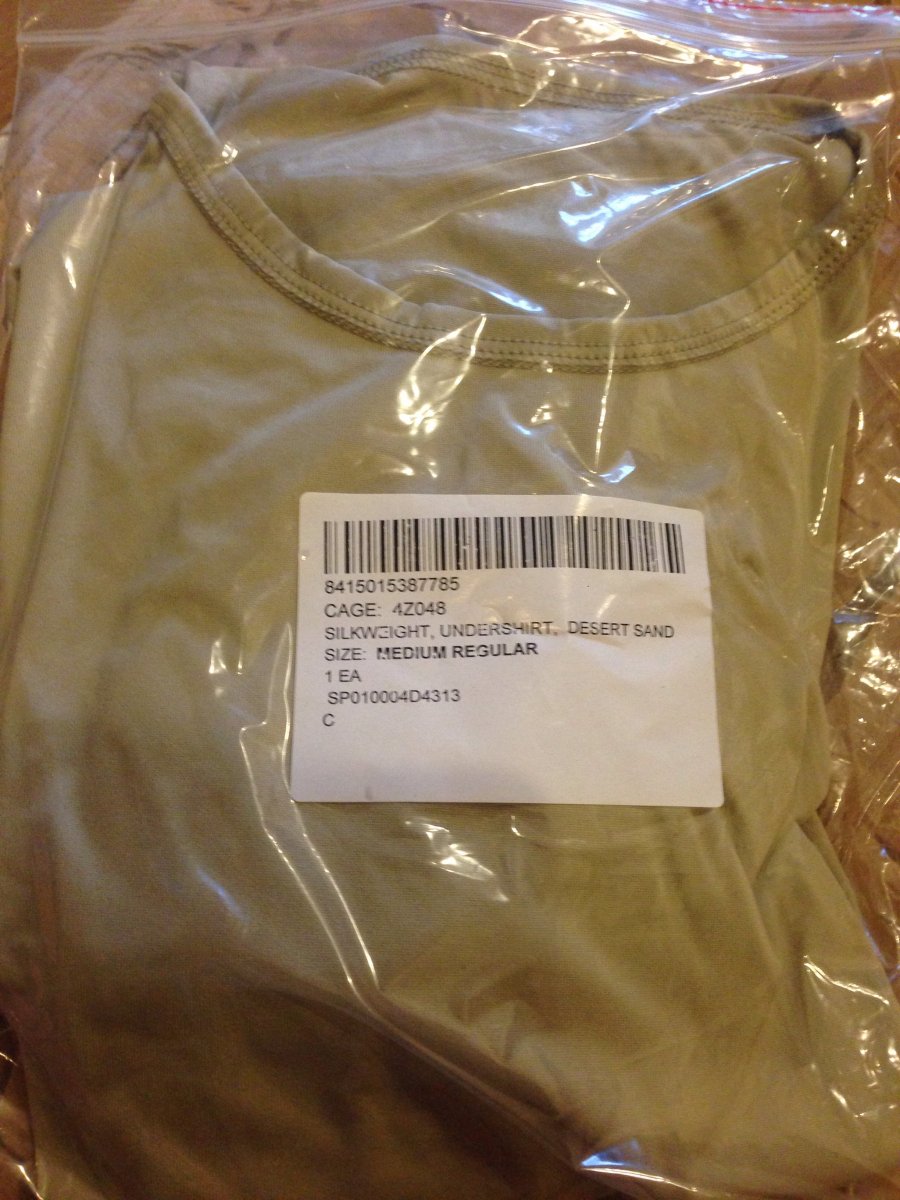 8415015387785
CAGE: 4Z048
SILKWEIGHT, UNDERSHIRT, DESERT SAND
SIZE: MEDIUM REGULAR
1 EA
SP010004D4313
C